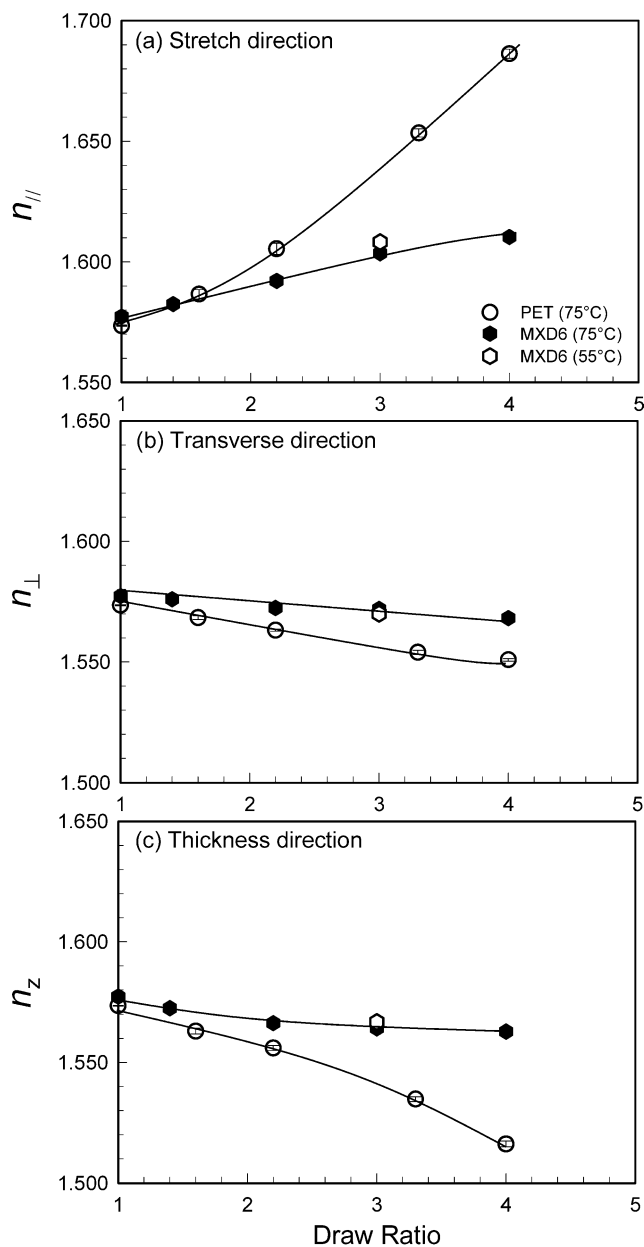 1.700
(a) Stretch direction
1.650
n//
1.600
PET (75°C)
MXD6 (75°C)
MXD6 (55°C)
1.550
1 2 3 4 5
1.650
(b) Transverse direction
1.600
n⊥
1.550
1.500
1 2 3 4 5
1.650
(c) Thickness direction
1.600
nz
1.550
1.500
1 2 3 4 5
Draw Ratio